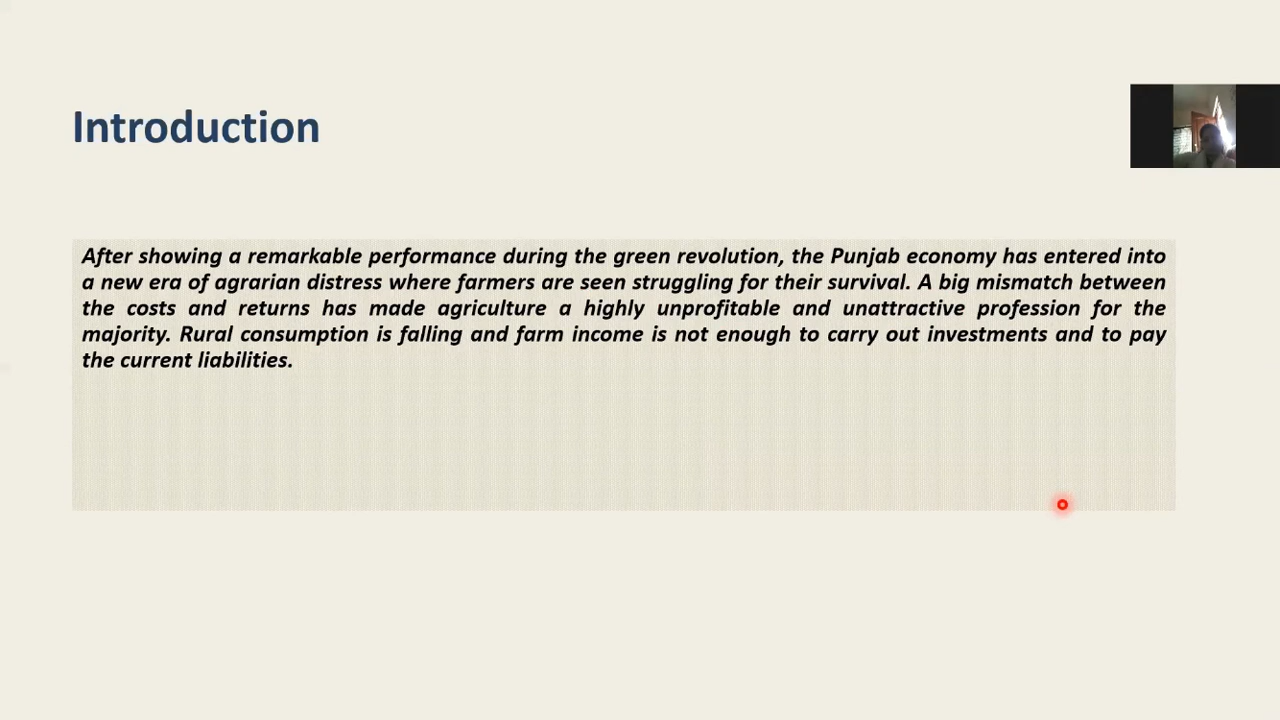 Introduction
After showing a remarkable performance during the green revolution, the Punjab economy has entered into
a new era of agrarian distress where farmers are seen struggling for their survival. A big mismatch between
the costs and returns has made agriculture a highly unprofitable and unattractive profession for the
majority. Rural consumption is falling and farm income is not enough to carry out investments and to pay
the current liabilities.